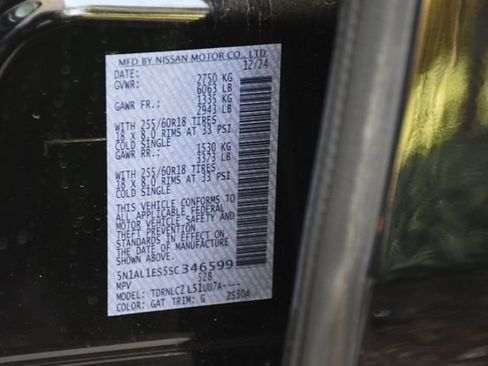 MFD BY NISSAN MOTOR CO., LTD.
DATE: 12/24
GVWR: 2750 KG
6063 LB
GAWR FR.: 1335 KG
2943 LB
WITH 255/60R18 TIRES
18 X 8.0 RIMS AT 33 PSI
COLD SINGLE
GAWR RR.: 1530 KG
3373 LB
WITH 255/60R18 TIRES
18 X 8.0 RIMS AT 33 PSI
COLD SINGLE
THIS VEHICLE CONFORMS TO
ALL APPLICABLE FEDERAL
MOTOR VEHICLE SAFETY AND
THEFT PREVENTION
STANDARDS IN EFFECT ON
THE DATE OF MANUFACTURE
SHOWN ABOVE.
5N1AL1ES5SC346599
MPV 528
MODEL: TDRNLCZ L51UU7A----
COLOR: GAT TRIM: G ZS30A